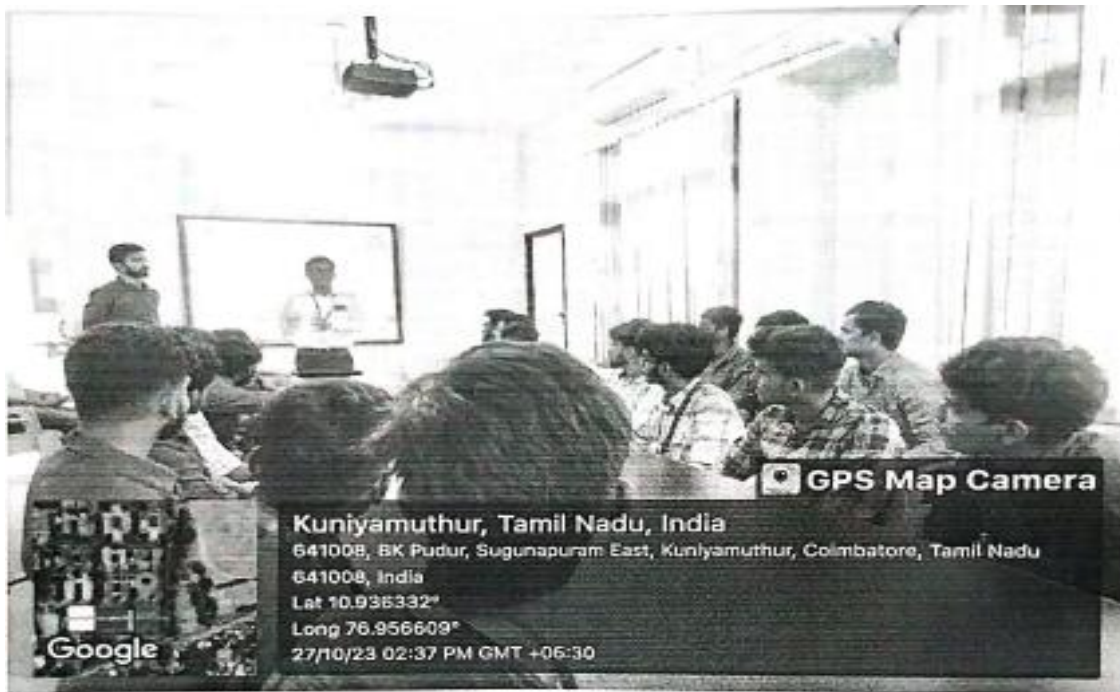 GPS Map Camera
Kuniyamuthur, Tamil Nadu, India
641008, BK Pudur, Sugunapuram East, Kuniyamuthur, Coimbatore, Tamil Nadu
641008, India
Lat 10.936332°
Long 76.956609°
27/10/23 02:37 PM GMT +06:30
Google